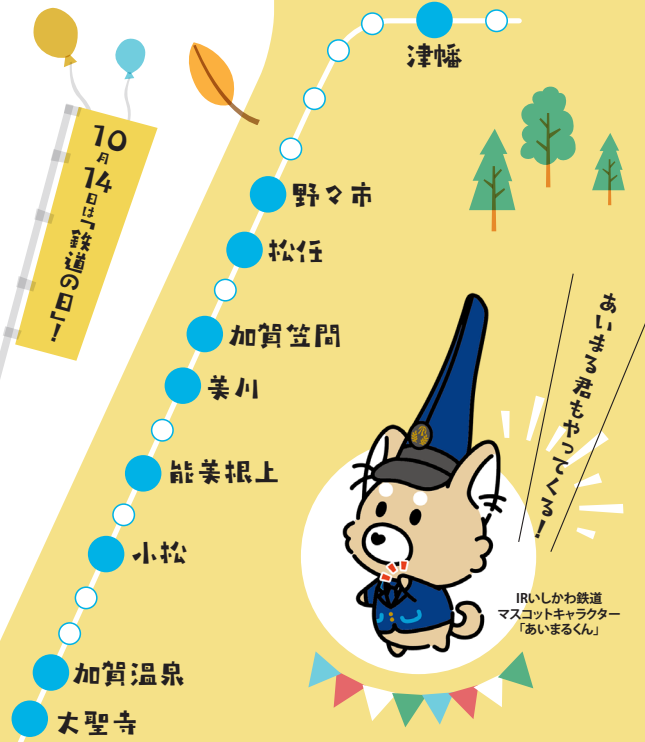 10月14日は「鉄道の日」!
津幡
野々市
松任
加賀笠間
美川
能美根上
小松
加賀温泉
大聖寺
あいまる君もやってくる!
IRいしかわ鉄道
マスコットキャラクター
「あいまるくん」